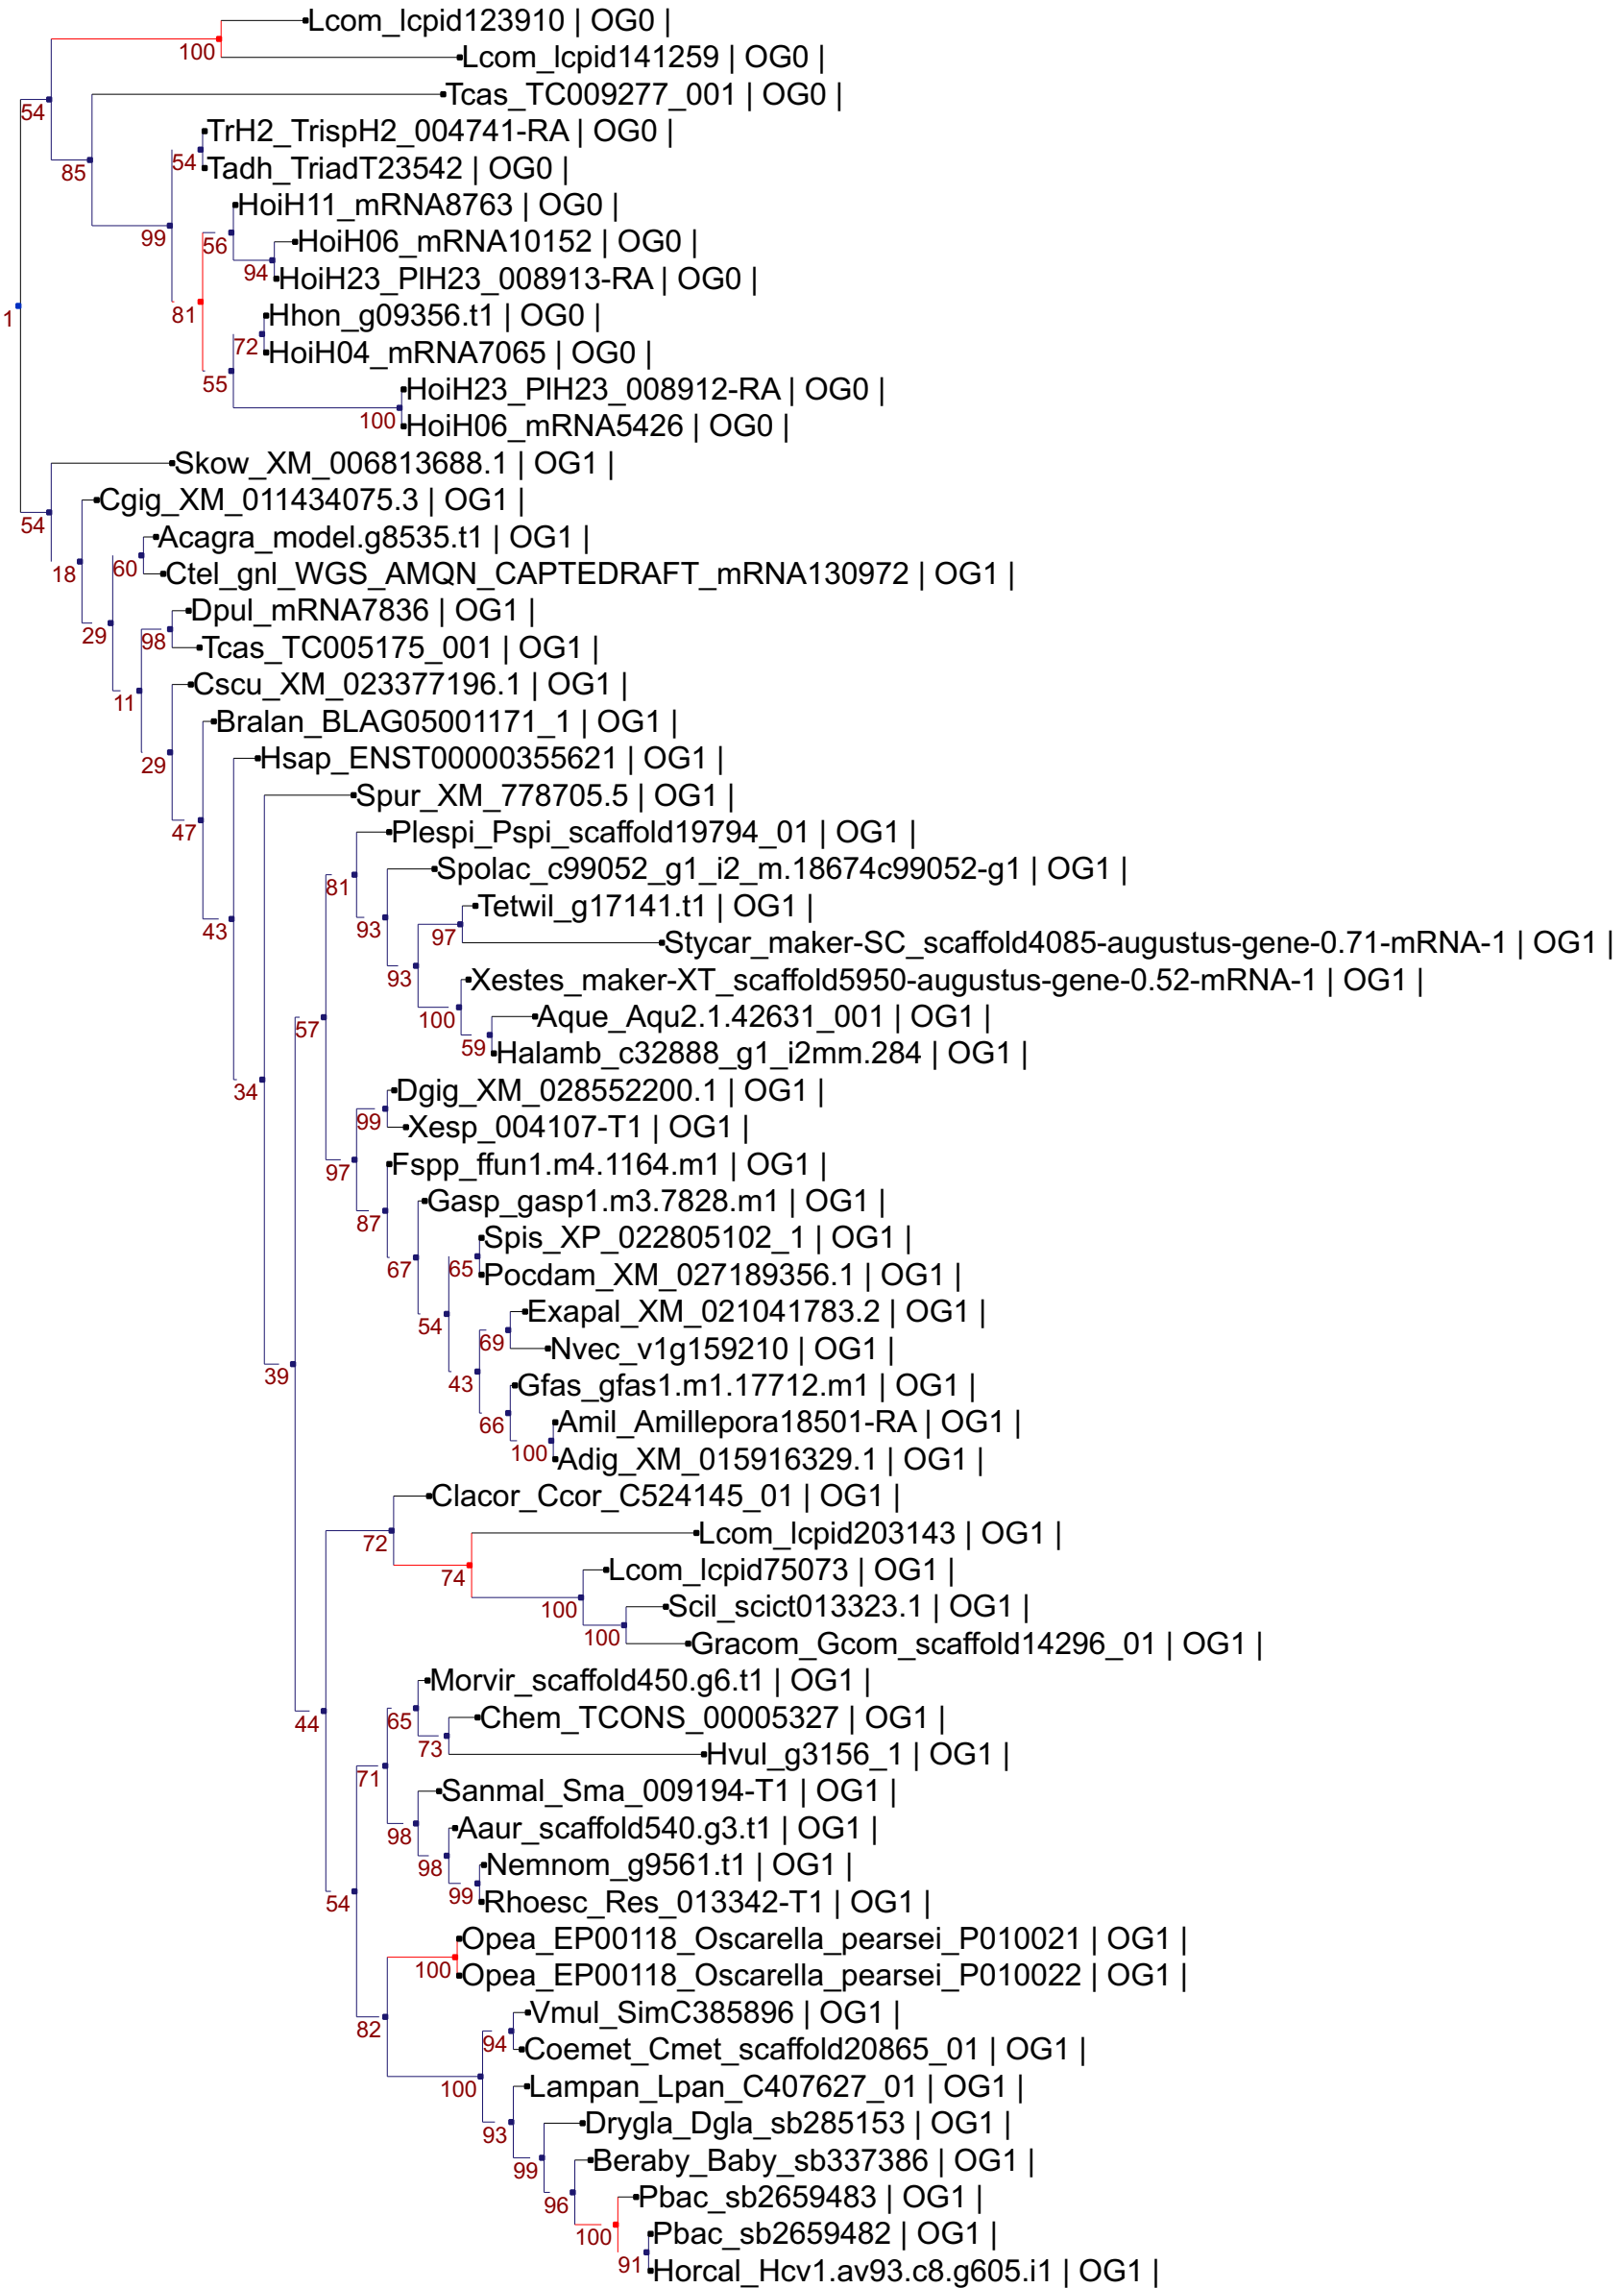 Lcom_lcpid123910 | OG0 |
100
Lcom_lcpid141259 | OG0 |
Tcas_TC009277_001 | OG0 |
54
TrH2_TrispH2_004741-RA | OG0 |
54
Tadh_TriadT23542 | OG0 |
85
HoiH11_mRNA8763 | OG0 |
99
56
HoiH06_mRNA10152 | OG0 |
94
HoiH23_PlH23_008913-RA | OG0 |
1
81
Hhon_g09356.t1 | OG0 |
72
HoiH04_mRNA7065 | OG0 |
55
HoiH23_PlH23_008912-RA | OG0 |
100
HoiH06_mRNA5426 | OG0 |
Skow_XM_006813688.1 | OG1 |
Cgig_XM_011434075.3 | OG1 |
54
Acagra_model.g8535.t1 | OG1 |
18
60
Ctel_gnl_WGS_AMQN_CAPTEDRAFT_mRNA130972 | OG1 |
Dpul_mRNA7836 | OG1 |
29
98
Tcas_TC005175_001 | OG1 |
Cscu_XM_023377196.1 | OG1 |
11
Bralan_BLAG05001171_1 | OG1 |
Hsap_ENST00000355621 | OG1 |
29
Spur_XM_778705.5 | OG1 |
47
Plespi_Pspi_scaffold19794_01 | OG1 |
Spolac_c99052_g1_i2_m.18674c99052-g1 | OG1 |
81
Tetwil_g17141.t1 | OG1 |
43
93
97
Stycar_maker-SC_scaffold4085-augustus-gene-0.71-mRNA-1 | OG1 |
93
Xestes_maker-XT_scaffold5950-augustus-gene-0.52-mRNA-1 | OG1 |
57
100
Aque_Aqu2.1.42631_001 | OG1 |
59
Halamb_c32888_g1_i2mm.284 | OG1 |
34
Dgig_XM_028552200.1 | OG1 |
99
Xesp_004107-T1 | OG1 |
97
Fspp_ffun1.m4.1164.m1 | OG1 |
Gasp_gasp1.m3.7828.m1 | OG1 |
87
Spis_XP_022805102_1 | OG1 |
67
65
Pocdam_XM_027189356.1 | OG1 |
Exapal_XM_021041783.2 | OG1 |
54
69
Nvec_v1g159210 | OG1 |
39
43
Gfas_gfas1.m1.17712.m1 | OG1 |
66
Amil_Amillepora18501-RA | OG1 |
100
Adig_XM_015916329.1 | OG1 |
Clacor_Ccor_C524145_01 | OG1 |
72
Lcom_lcpid203143 | OG1 |
74
Lcom_lcpid75073 | OG1 |
100
Scil_scict013323.1 | OG1 |
100
Gracom_Gcom_scaffold14296_01 | OG1 |
Morvir_scaffold450.g6.t1 | OG1 |
44
65
Chem_TCONS_00005327 | OG1 |
73
Hvul_g3156_1 | OG1 |
71
Sanmal_Sma_009194-T1 | OG1 |
98
Aaur_scaffold540.g3.t1 | OG1 |
98
Nemnom_g9561.t1 | OG1 |
54
99
Rhoesc_Res_013342-T1 | OG1 |
Opea_EP00118_Oscarella_pearsei_P010021 | OG1 |
100
Opea_EP00118_Oscarella_pearsei_P010022 | OG1 |
Vmul_SimC385896 | OG1 |
82
94
Coemet_Cmet_scaffold20865_01 | OG1 |
100
Lampan_Lpan_C407627_01 | OG1 |
93
Drygla_Dgla_sb285153 | OG1 |
99
Beraby_Baby_sb337386 | OG1 |
96
Pbac_sb2659483 | OG1 |
100
Pbac_sb2659482 | OG1 |
91
Horcal_Hcv1.av93.c8.g605.i1 | OG1 |